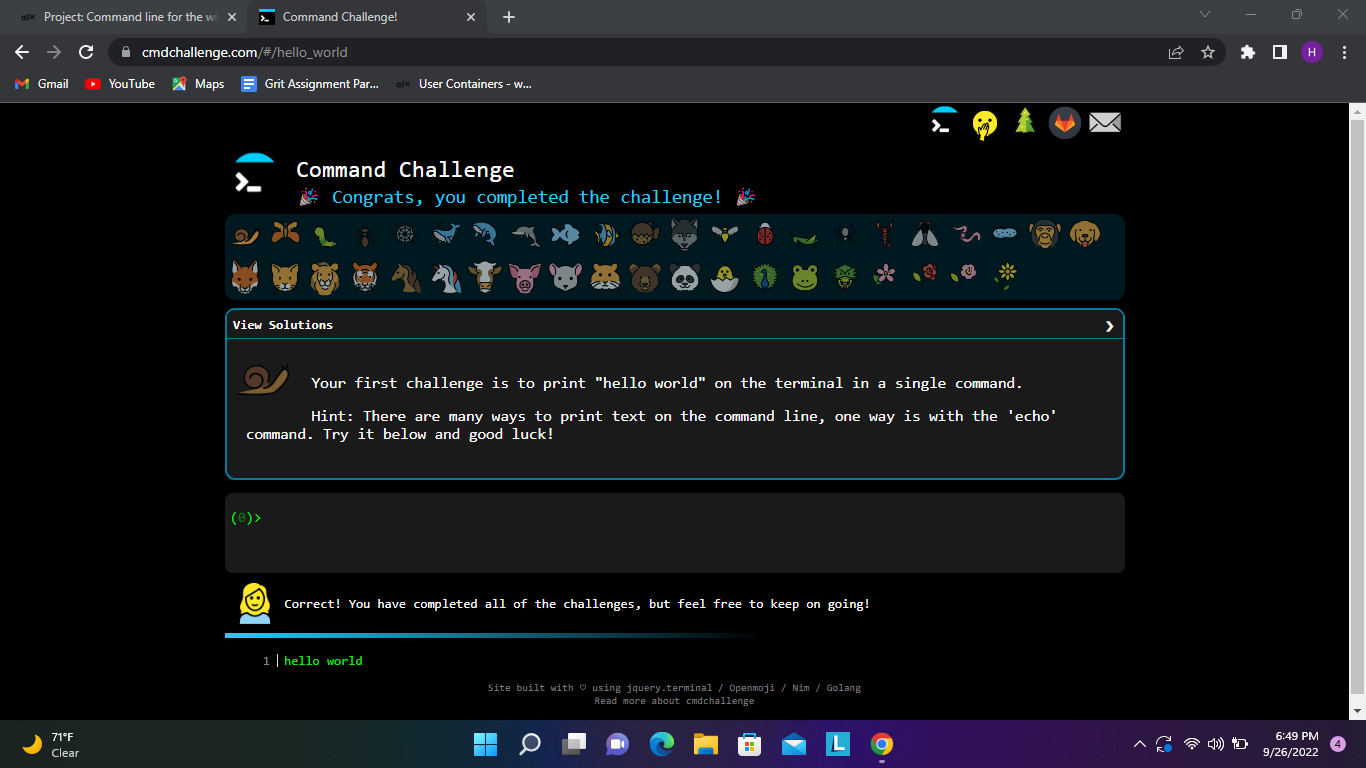 Project: Command line for the wi
Command Challenge!
cmdchallenge.com/#/hello_world
H
Gmail
YouTube
Maps
Grit Assignment Par...
alx
User Containers - w...
Command Challenge
Congrats, you completed the challenge!
View Solutions
Your first challenge is to print "hello world" on the terminal in a single command.
Hint: There are many ways to print text on the command line, one way is with the 'echo'
command. Try it below and good luck!
(0)>
Correct! You have completed all of the challenges, but feel free to keep on going!
1 hello world
Site built with ♡ using jquery.terminal / Openmoji / Nim / Golang
Read more about cmdchallenge
71°F
Clear
L
6:49 PM
9/26/2022
4